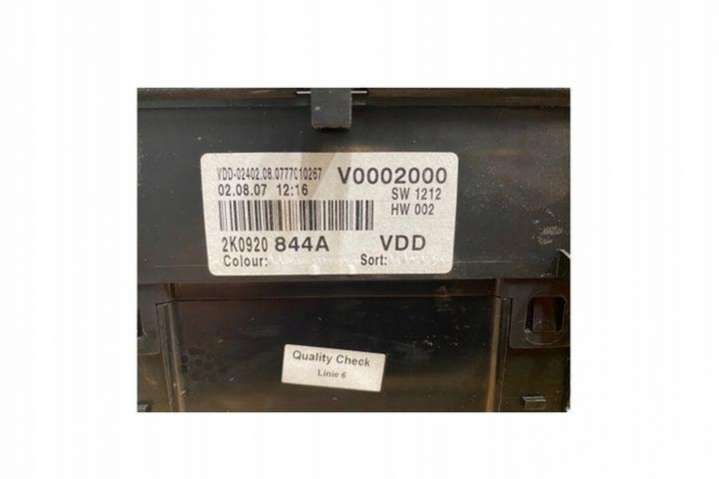 VDD-02402.08.0777010267 V0002000
02.08.07 12:16 SW 1212
HW 002
2K0920 844A VDD
Colour: Sort:
Quality Check
Linie 6